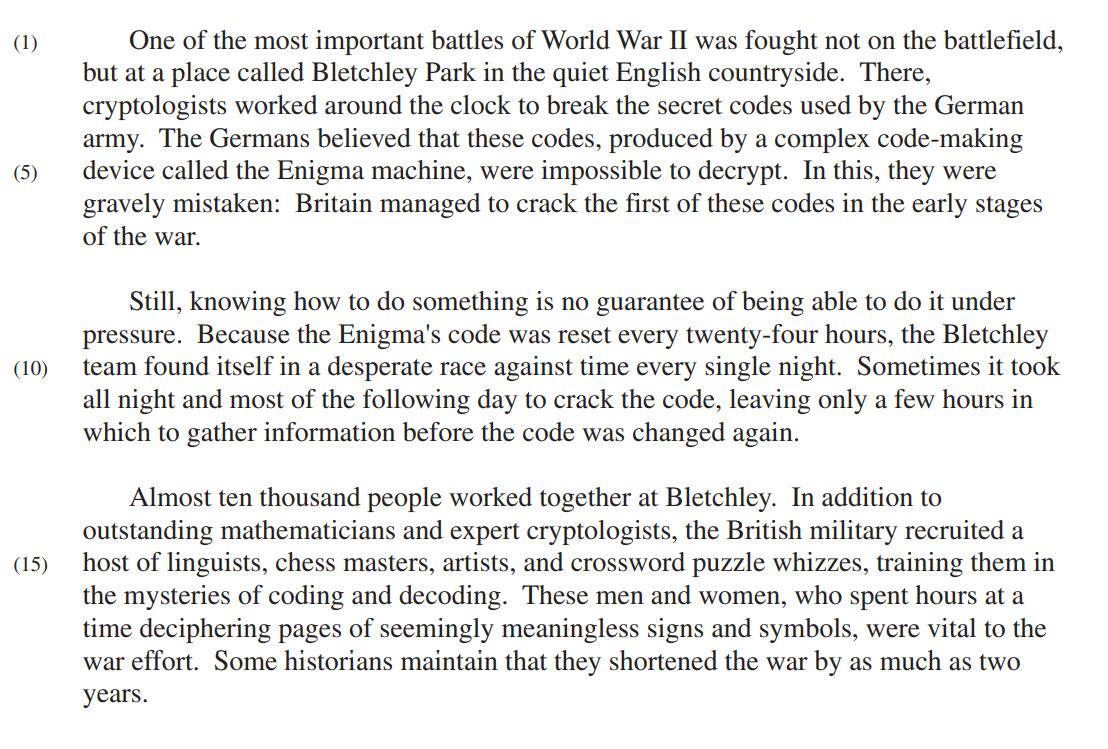 (1) One of the most important battles of World War II was fought not on the battlefield,
but at a place called Bletchley Park in the quiet English countryside. There,
cryptologists worked around the clock to break the secret codes used by the German
army. The Germans believed that these codes, produced by a complex code-making
(5) device called the Enigma machine, were impossible to decrypt. In this, they were
gravely mistaken: Britain managed to crack the first of these codes in the early stages
of the war.
Still, knowing how to do something is no guarantee of being able to do it under
pressure. Because the Enigma's code was reset every twenty-four hours, the Bletchley
(10) team found itself in a desperate race against time every single night. Sometimes it took
all night and most of the following day to crack the code, leaving only a few hours in
which to gather information before the code was changed again.
Almost ten thousand people worked together at Bletchley. In addition to
outstanding mathematicians and expert cryptologists, the British military recruited a
(15) host of linguists, chess masters, artists, and crossword puzzle whizzes, training them in
the mysteries of coding and decoding. These men and women, who spent hours at a
time deciphering pages of seemingly meaningless signs and symbols, were vital to the
war effort. Some historians maintain that they shortened the war by as much as two
years.